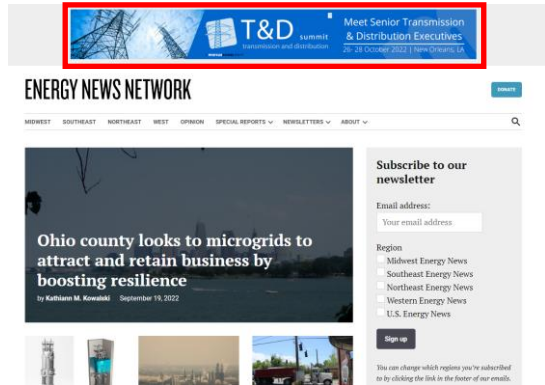 T&D summit
transmission and distribution
Meet Senior Transmission
& Distribution Executives
26- 28 October 2022 | New Orleans, LA
ENERGY NEWS NETWORK
DONATE
MIDWEST SOUTHEAST NORTHEAST WEST OPINION SPECIAL REPORTS NEWSLETTERS ABOUT
Ohio county looks to microgrids to
attract and retain business by
boosting resilience
by Kathiann M. Kowalski September 19, 2022
Subscribe to our
newsletter
Email address:
Your email address
Region
Midwest Energy News
Southeast Energy News
Northeast Energy News
Western Energy News
U.S. Energy News
Sign up
You can change which regions you're subscribed
to by clicking the link in the footer of our emails.